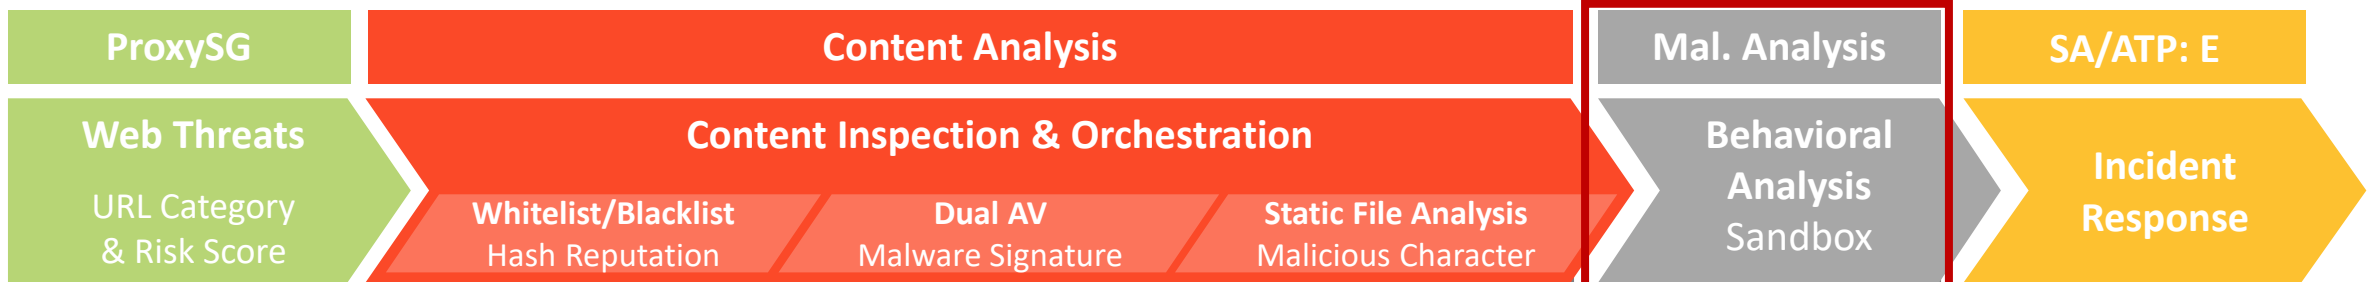 ProxySG
Content Analysis
Mal. Analysis
SA/ATP: E
Web Threats
URL Category
& Risk Score
Content Inspection & Orchestration
Whitelist/Blacklist
Hash Reputation
Dual AV
Malware Signature
Static File Analysis
Malicious Character
Behavioral
Analysis
Sandbox
Incident
Response